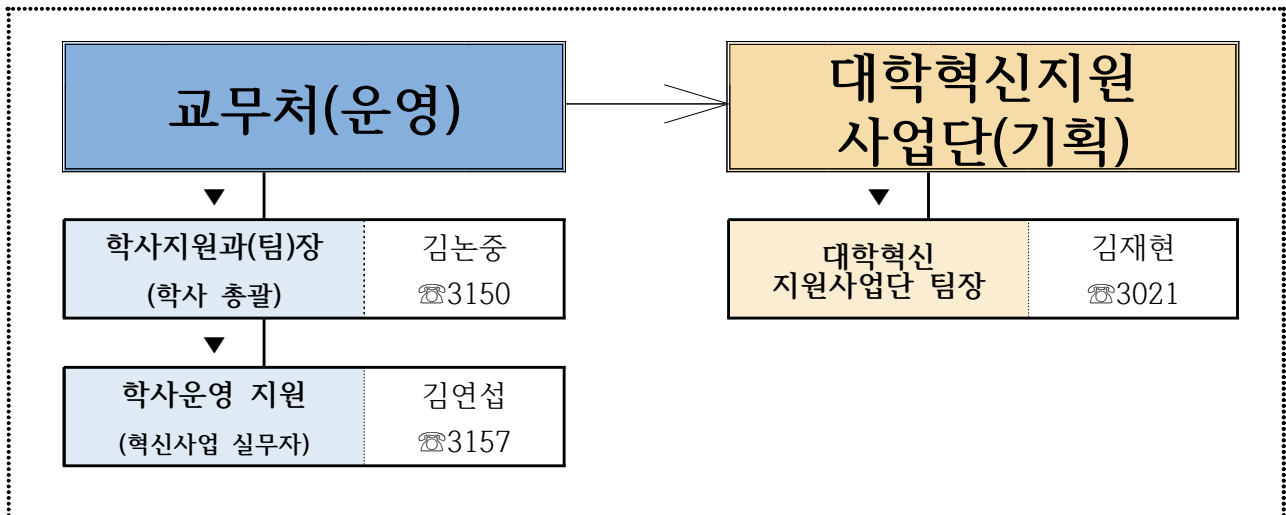 교무처(운영)
대학혁신지원
사업단(기획)
▼
▼
학사지원과(팀)장
(학사 총괄)
김논중
☏3150
대학혁신
지원사업단 팀장
김재현
☏3021
▼
학사운영 지원
(혁신사업 실무자)
김연섭
☏3157